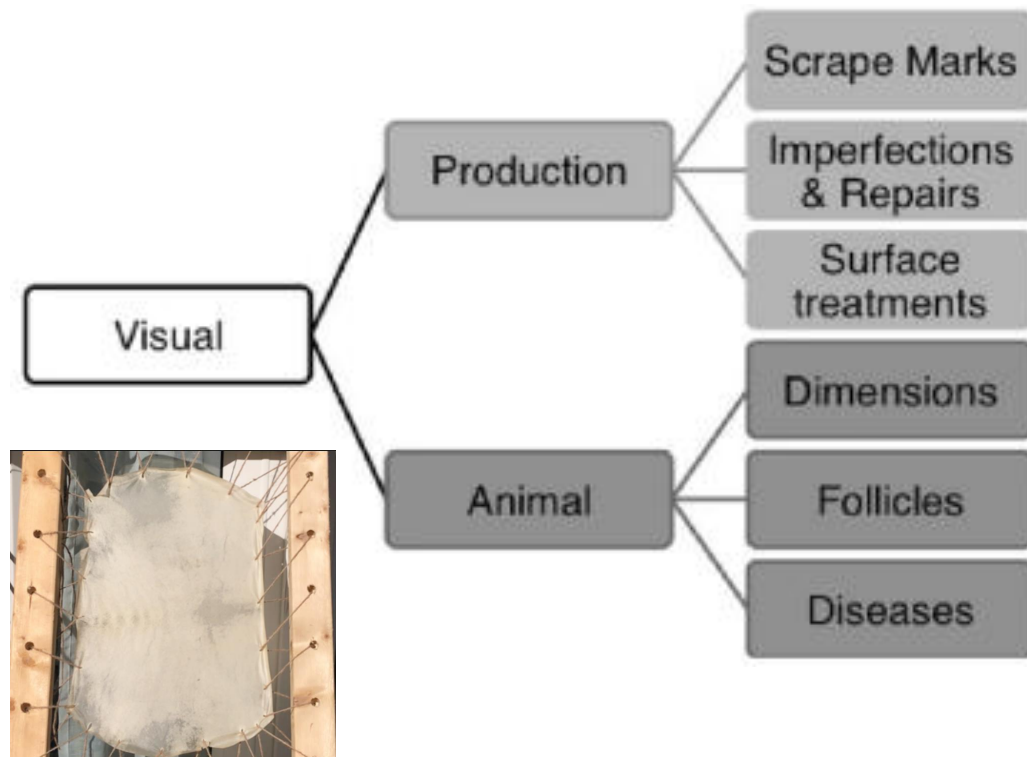 Visual
Production
Animal
Scrape Marks
Imperfections
& Repairs
Surface
treatments
Dimensions
Follicles
Diseases